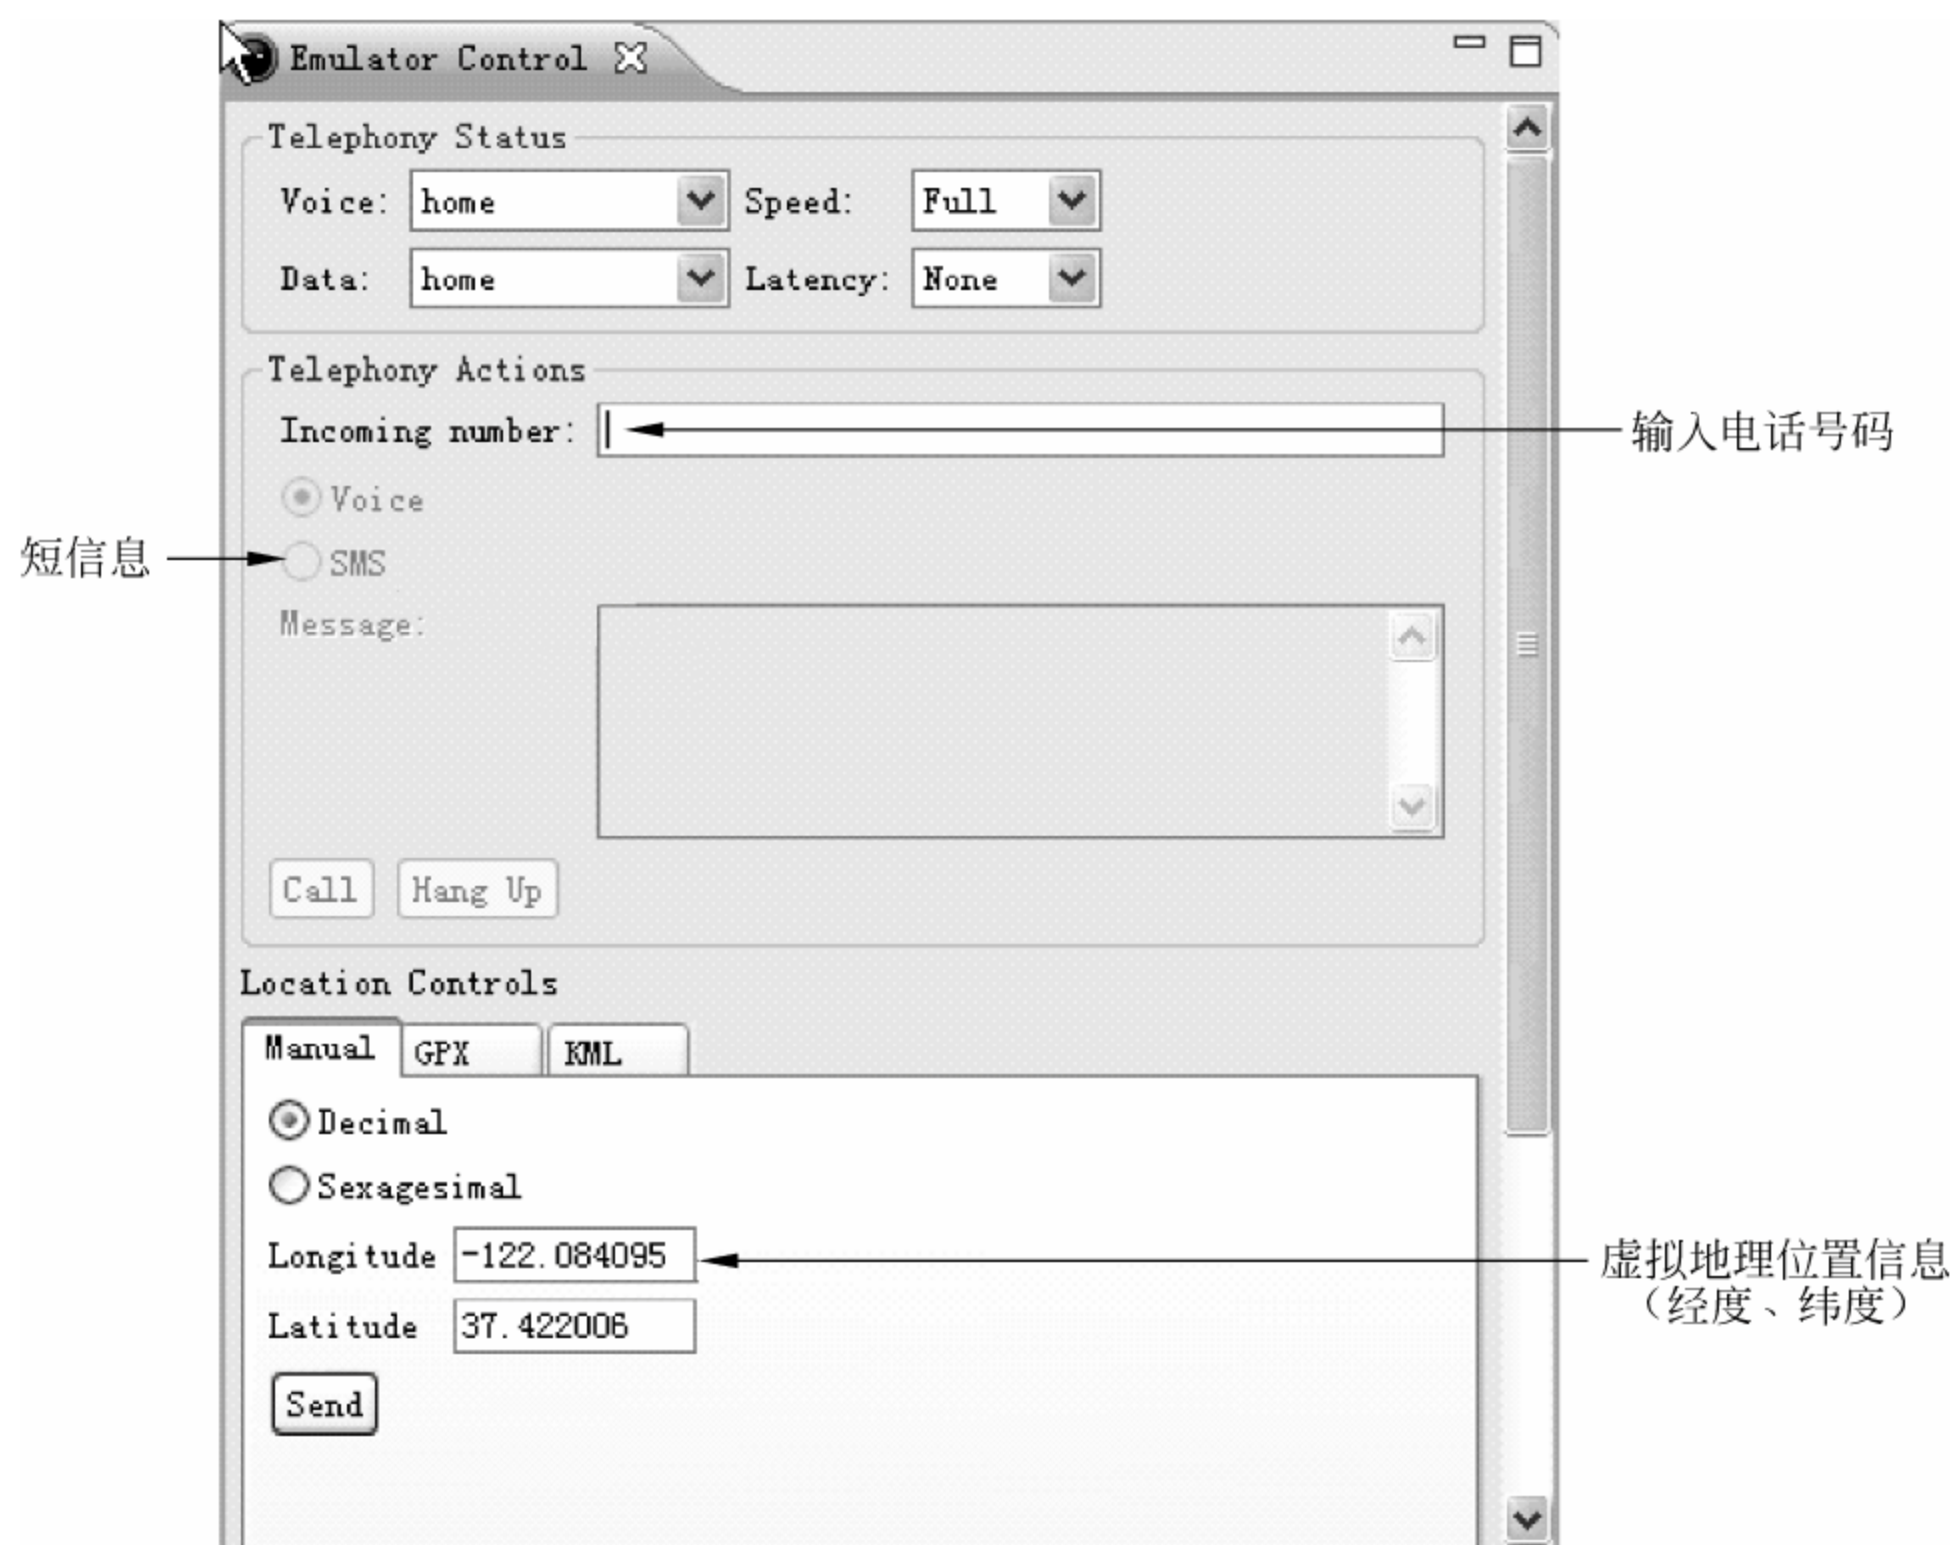 Emulator Control
Telephony Status
Voice: home Speed: Full
Data: home Latency: None
Telephony Actions
Incoming number:
输入电话号码
Voice
短信息
SMS
Message:
Call Hang Up
Location Controls
Manual GPX KML
Decimal
Sexagesimal
Longitude -122.084095
虚拟地理位置信息
（经度、纬度）
Latitude 37.422006
Send